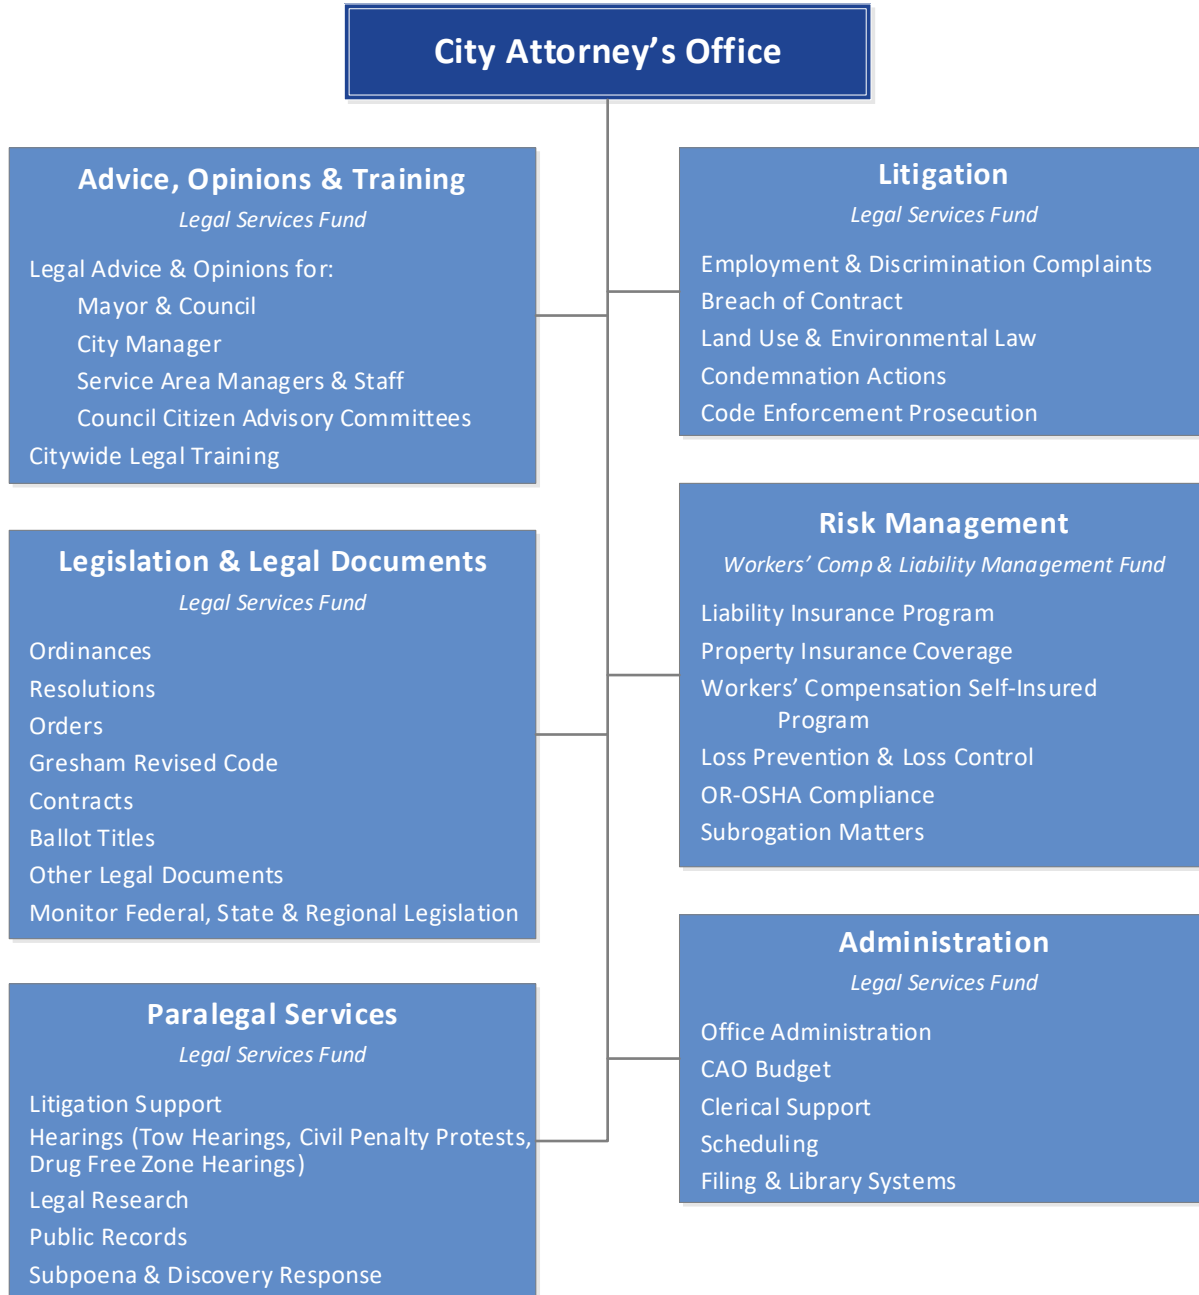 City Attorney’s Office
Advice, Opinions & Training
Legal Services Fund
Legal Advice & Opinions for:
Mayor & Council
City Manager
Service Area Managers & Staff
Council Citizen Advisory Committees
Citywide Legal Training
Litigation
Legal Services Fund
Employment & Discrimination Complaints
Breach of Contract
Land Use & Environmental Law
Condemnation Actions
Code Enforcement Prosecution
Legislation & Legal Documents
Legal Services Fund
Ordinances
Resolutions
Orders
Gresham Revised Code
Contracts
Ballot Titles
Other Legal Documents
Monitor Federal, State & Regional Legislation
Risk Management
Workers’ Comp & Liability Management Fund
Liability Insurance Program
Property Insurance Coverage
Workers’ Compensation Self-Insured
Program
Loss Prevention & Loss Control
OR-OSHA Compliance
Subrogation Matters
Paralegal Services
Legal Services Fund
Litigation Support
Hearings (Tow Hearings, Civil Penalty Protests,
Drug Free Zone Hearings)
Legal Research
Public Records
Subpoena & Discovery Response
Administration
Legal Services Fund
Office Administration
CAO Budget
Clerical Support
Scheduling
Filing & Library Systems